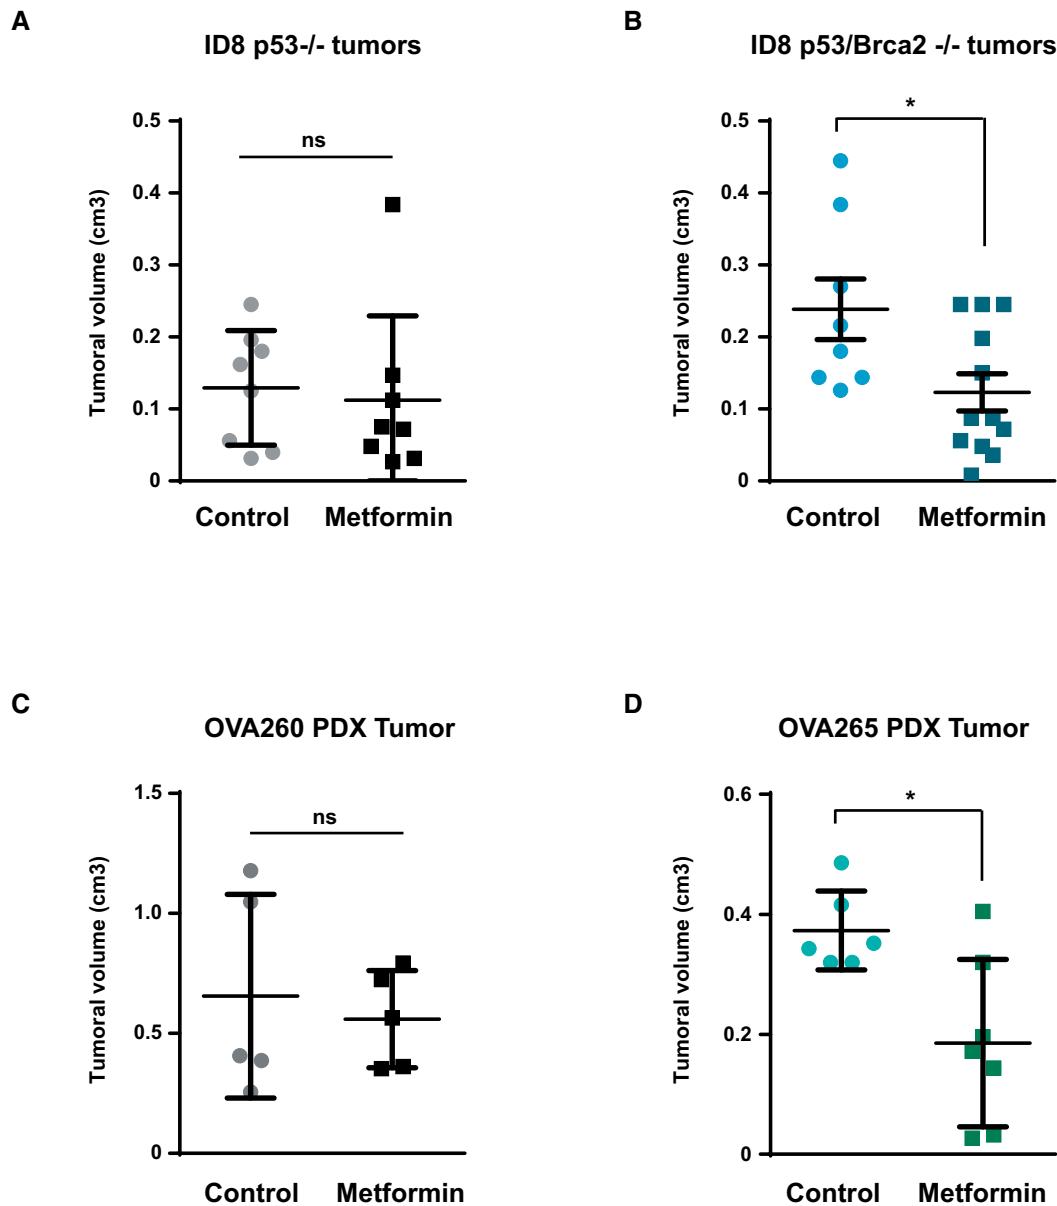 A
ID8 p53-/- tumors
Tumoral volume (cm3)
0.5
0.4
0.3
0.2
0.1
0
ns
Control Metformin
B
ID8 p53/Brca2 -/- tumors
Tumoral volume (cm3)
0.5
0.4
0.3
0.2
0.1
0
*
Control Metformin
C
OVA260 PDX Tumor
Tumoral volume (cm3)
1.5
1.0
0.5
0
ns
Control Metformin
D
OVA265 PDX Tumor
Tumoral volume (cm3)
0.6
0.4
0.2
0
*
Control Metformin